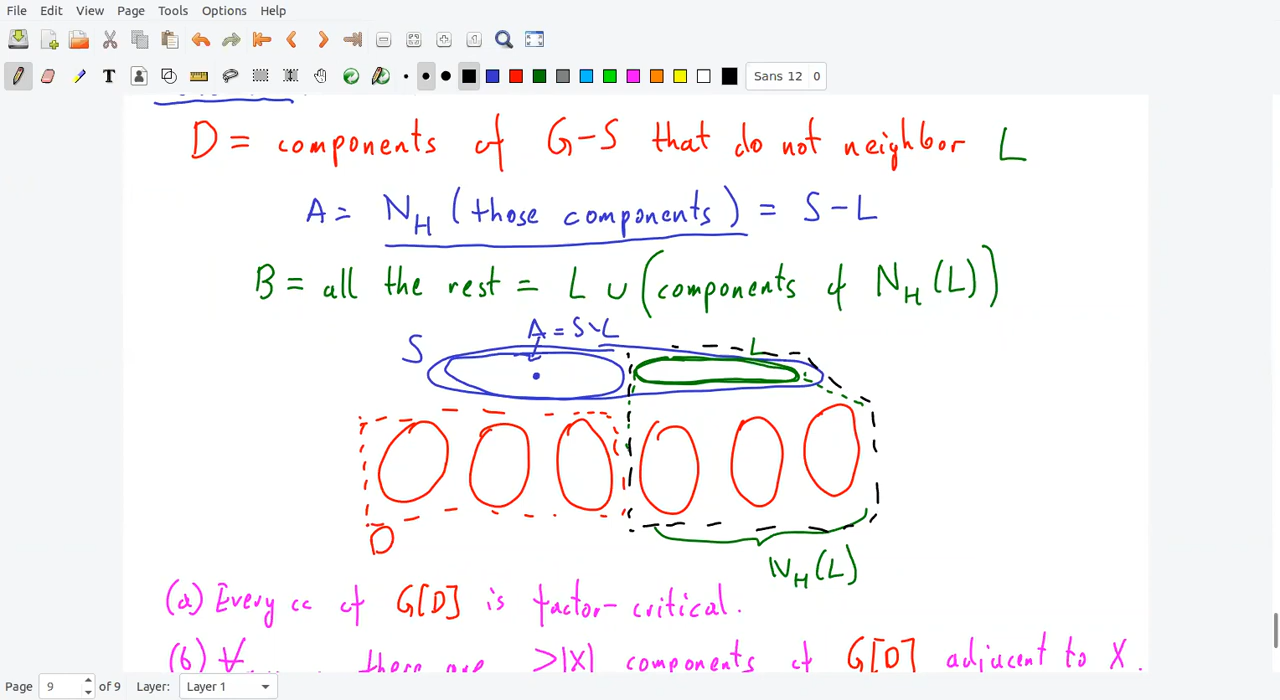 File Edit View Page Tools Options Help
Sans 12 0
D = components of G-S that do not neighbor L
A = N_H (those components) = S-L
B = all the rest = L ∪ (components of N_H(L))
S A = S\L L
D
N_H(L)
(a) Every cc of G[D] is factor-critical.
(b) ∀ there are >|X| components of G[D] adjacent to X.
Page 9 of 9 Layer: Layer 1